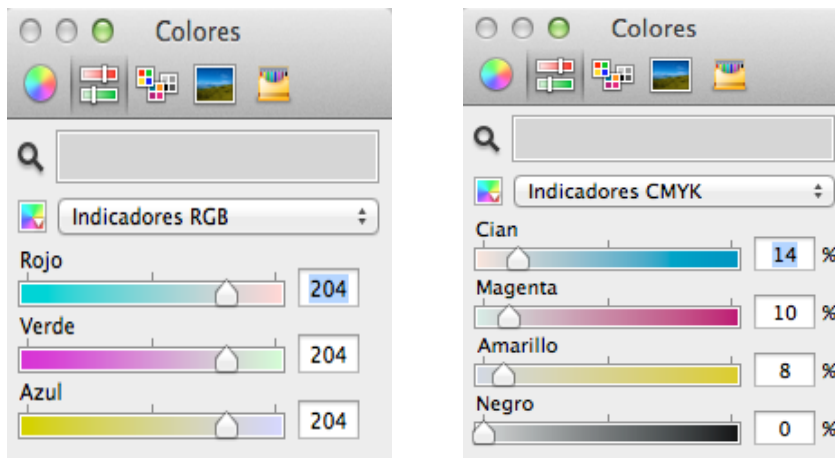 Colores
Indicadores RGB
Rojo
204
Verde
204
Azul
204
Colores
Indicadores CMYK
Cian
14 %
Magenta
10 %
Amarillo
8 %
Negro
0 %